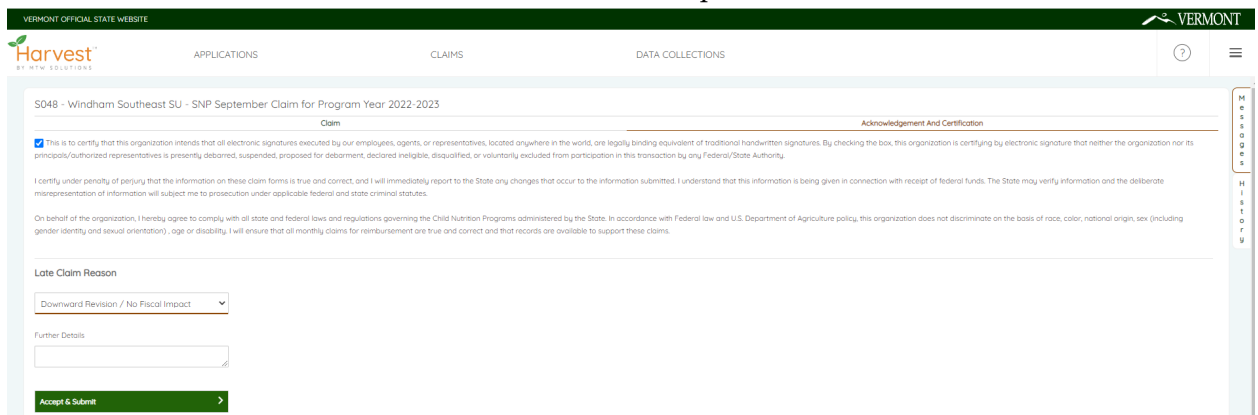 VERMONT OFFICIAL STATE WEBSITE
VERMONT
Harvest
BY MTW SOLUTIONS
APPLICATIONS
CLAIMS
DATA COLLECTIONS
?
S048 - Windham Southeast SU - SNP September Claim for Program Year 2022-2023
Claim
Acknowledgement And Certification
This is to certify that this organization intends that all electronic signatures executed by our employees, agents, or representatives, located anywhere in the world, are legally binding equivalent of traditional handwritten signatures. By checking the box, this organization is certifying by electronic signature that neither the organization nor its
principals/authorized representatives is presently debarred, suspended, proposed for debarment, declared ineligible, disqualified, or voluntarily excluded from participation in this transaction by any Federal/State Authority.
I certify under penalty of perjury that the information on these claim forms is true and correct, and I will immediately report to the State any changes that occur to the information submitted. I understand that this information is being given in connection with receipt of federal funds. The State may verify information and the deliberate
misrepresentation of information will subject me to prosecution under applicable federal and state criminal statutes.
On behalf of the organization, I hereby agree to comply with all state and federal laws and regulations governing the Child Nutrition Programs administered by the State. In accordance with Federal law and U.S. Department of Agriculture policy, this organization does not discriminate on the basis of race, color, national origin, sex (including
gender identity and sexual orientation) , age or disability. I will ensure that all monthly claims for reimbursement are true and correct and that records are available to support these claims.
Late Claim Reason
Downward Revision / No Fiscal Impact
Further Details
Accept & Submit
Messages
History